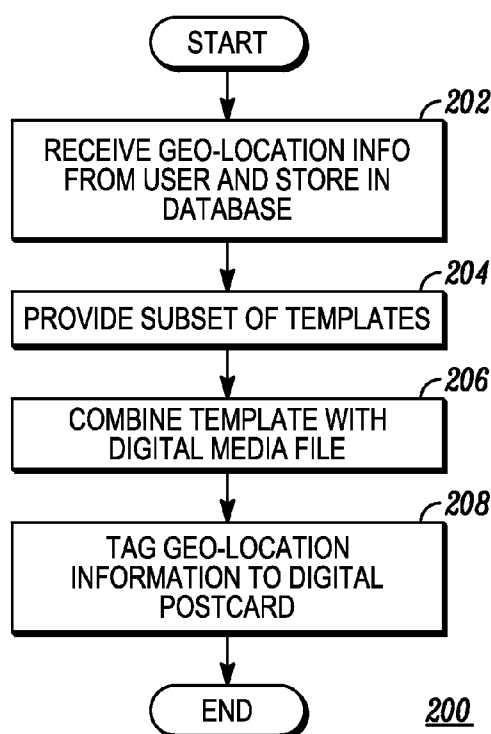 START
202
RECEIVE GEO-LOCATION INFO
FROM USER AND STORE IN
DATABASE
204
PROVIDE SUBSET OF TEMPLATES
206
COMBINE TEMPLATE WITH
DIGITAL MEDIA FILE
208
TAG GEO-LOCATION
INFORMATION TO DIGITAL
POSTCARD
END
200